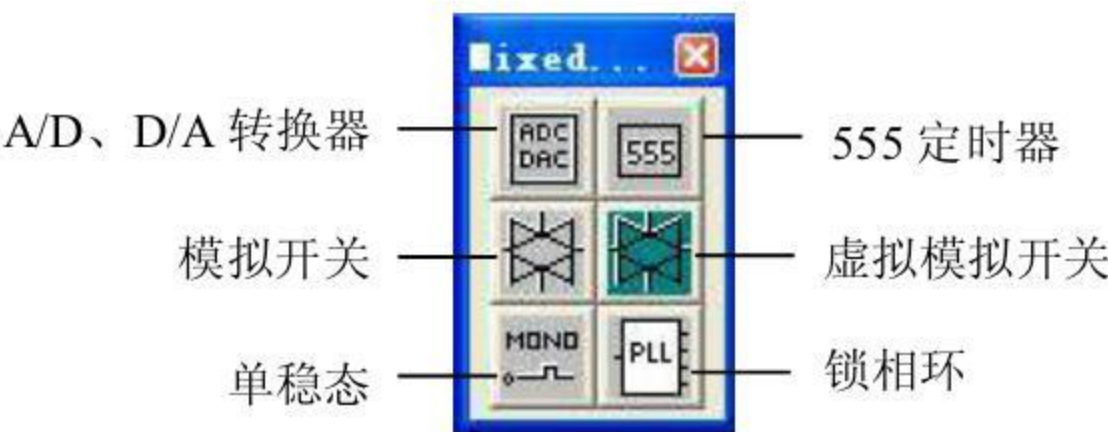 Mixed...
A/D、D/A 转换器
ADC
DAC
555
555 定时器
模拟开关
虚拟模拟开关
单稳态
MONO
PLL
锁相环